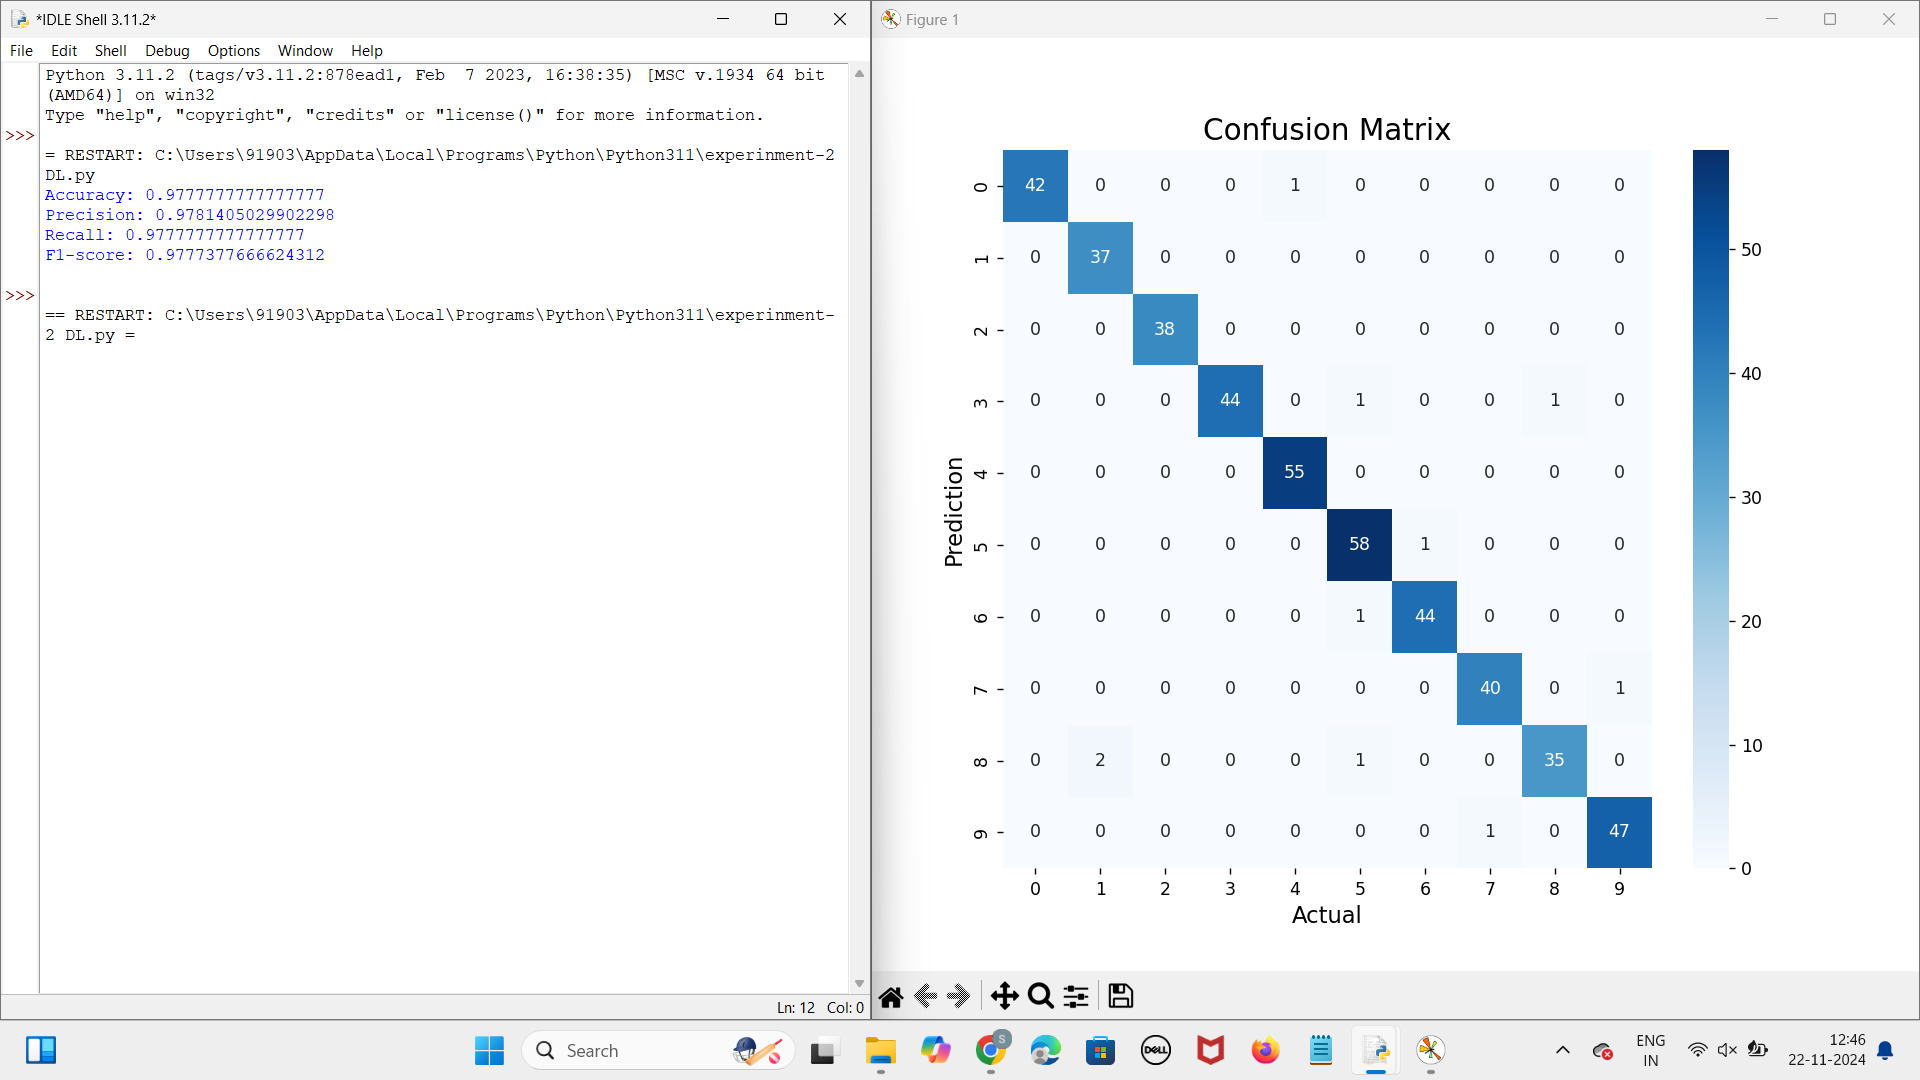 *IDLE Shell 3.11.2*
File Edit Shell Debug Options Window Help
Python 3.11.2 (tags/v3.11.2:878ead1, Feb  7 2023, 16:38:35) [MSC v.1934 64 bit
(AMD64)] on win32
Type "help", "copyright", "credits" or "license()" for more information.
>>>
= RESTART: C:\Users\91903\AppData\Local\Programs\Python\Python311\experinment-2
DL.py
Accuracy: 0.9777777777777777
Precision: 0.9781405029902298
Recall: 0.9777777777777777
F1-score: 0.9777377666624312
>>>
== RESTART: C:\Users\91903\AppData\Local\Programs\Python\Python311\experinment-
2 DL.py =
Ln: 12 Col: 0
Figure 1
Confusion Matrix
Prediction
0 42 0 0 0 1 0 0 0 0 0
1 0 37 0 0 0 0 0 0 0 0
2 0 0 38 0 0 0 0 0 0 0
3 0 0 0 44 0 1 0 0 1 0
4 0 0 0 0 55 0 0 0 0 0
5 0 0 0 0 0 58 1 0 0 0
6 0 0 0 0 0 1 44 0 0 0
7 0 0 0 0 0 0 0 40 0 1
8 0 2 0 0 0 1 0 0 35 0
9 0 0 0 0 0 0 0 1 0 47
0 1 2 3 4 5 6 7 8 9
Actual
50
40
30
20
10
0
Search
S
DELL
ENG
IN
12:46
22-11-2024